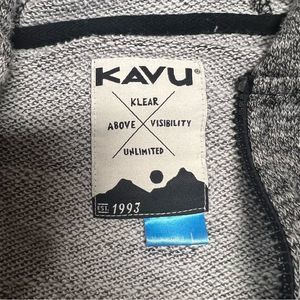 KAVU®
KLEAR
ABOVE VISIBILITY
UNLIMITED
EST. 1993
L